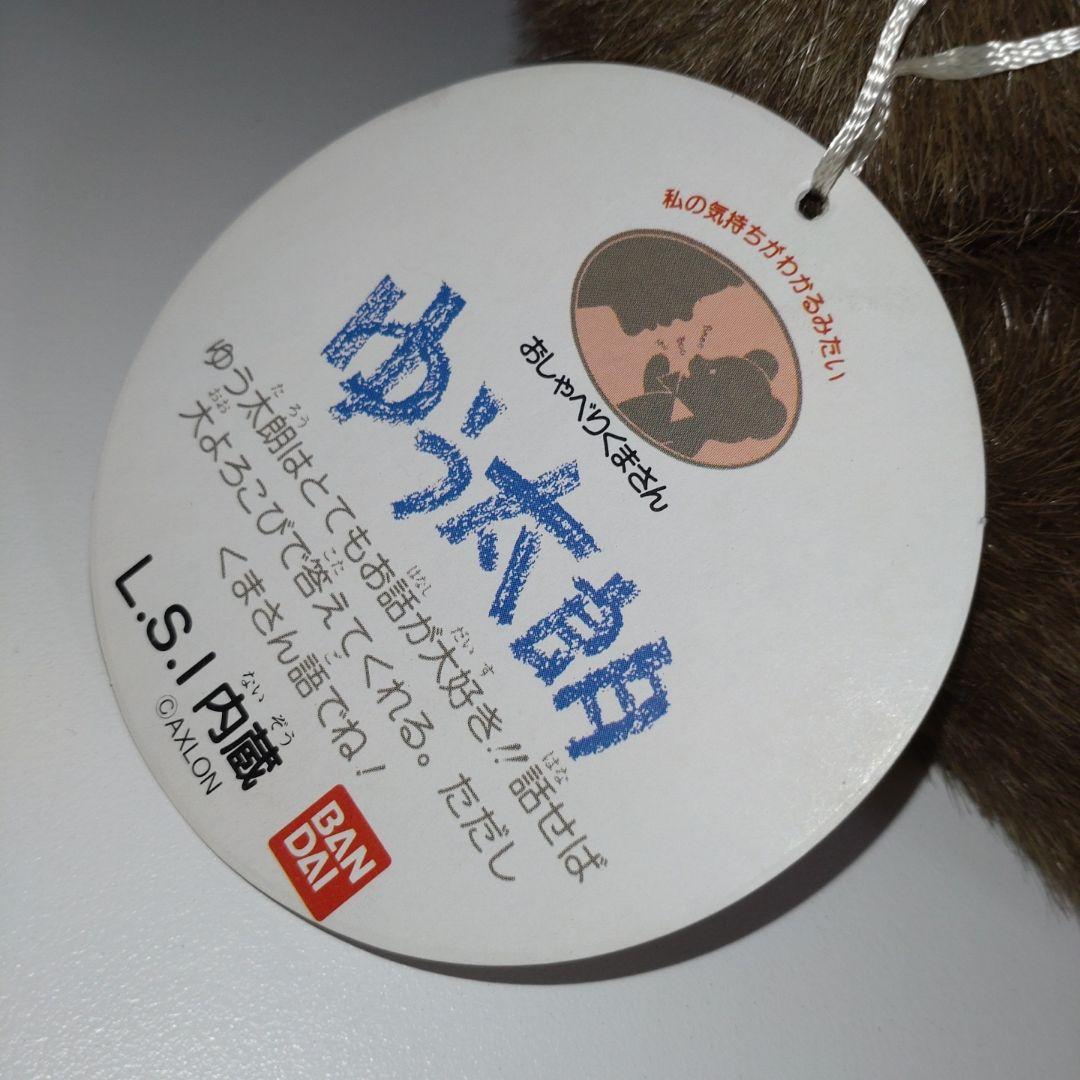 私の気持ちがわかるみたい
おしゃべりくまさん
ゆう太朗
ゆう太朗はとてもお話が大好き!!話せば
大よろこびで答えてくれる。ただし
くまさん語でね!
L.S.I内蔵
©AXLON
BAN
DAI